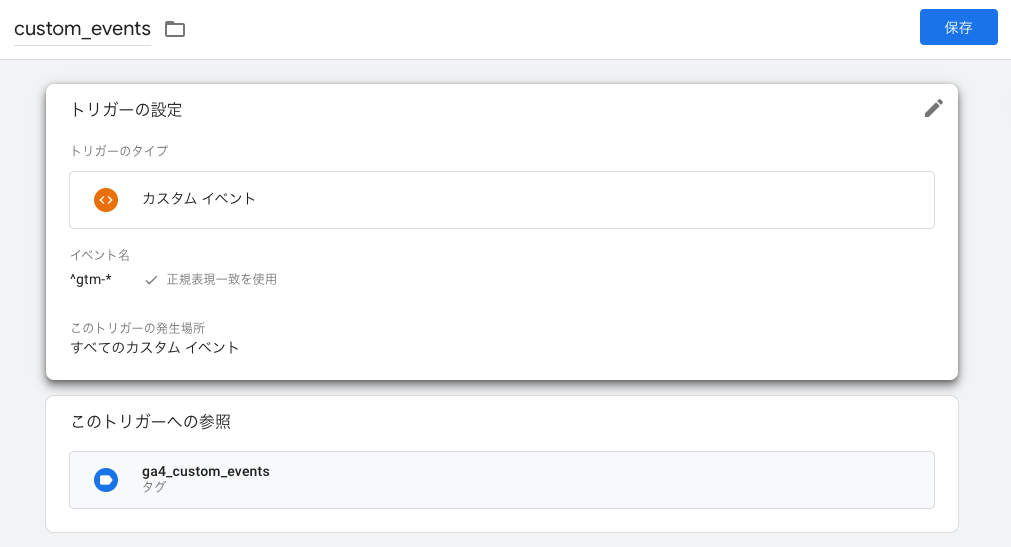 custom_events
保存
トリガーの設定
トリガーのタイプ
カスタム イベント
イベント名
^gtm-*
正規表現一致を使用
このトリガーの発生場所
すべてのカスタム イベント
このトリガーへの参照
ga4_custom_events
タグ